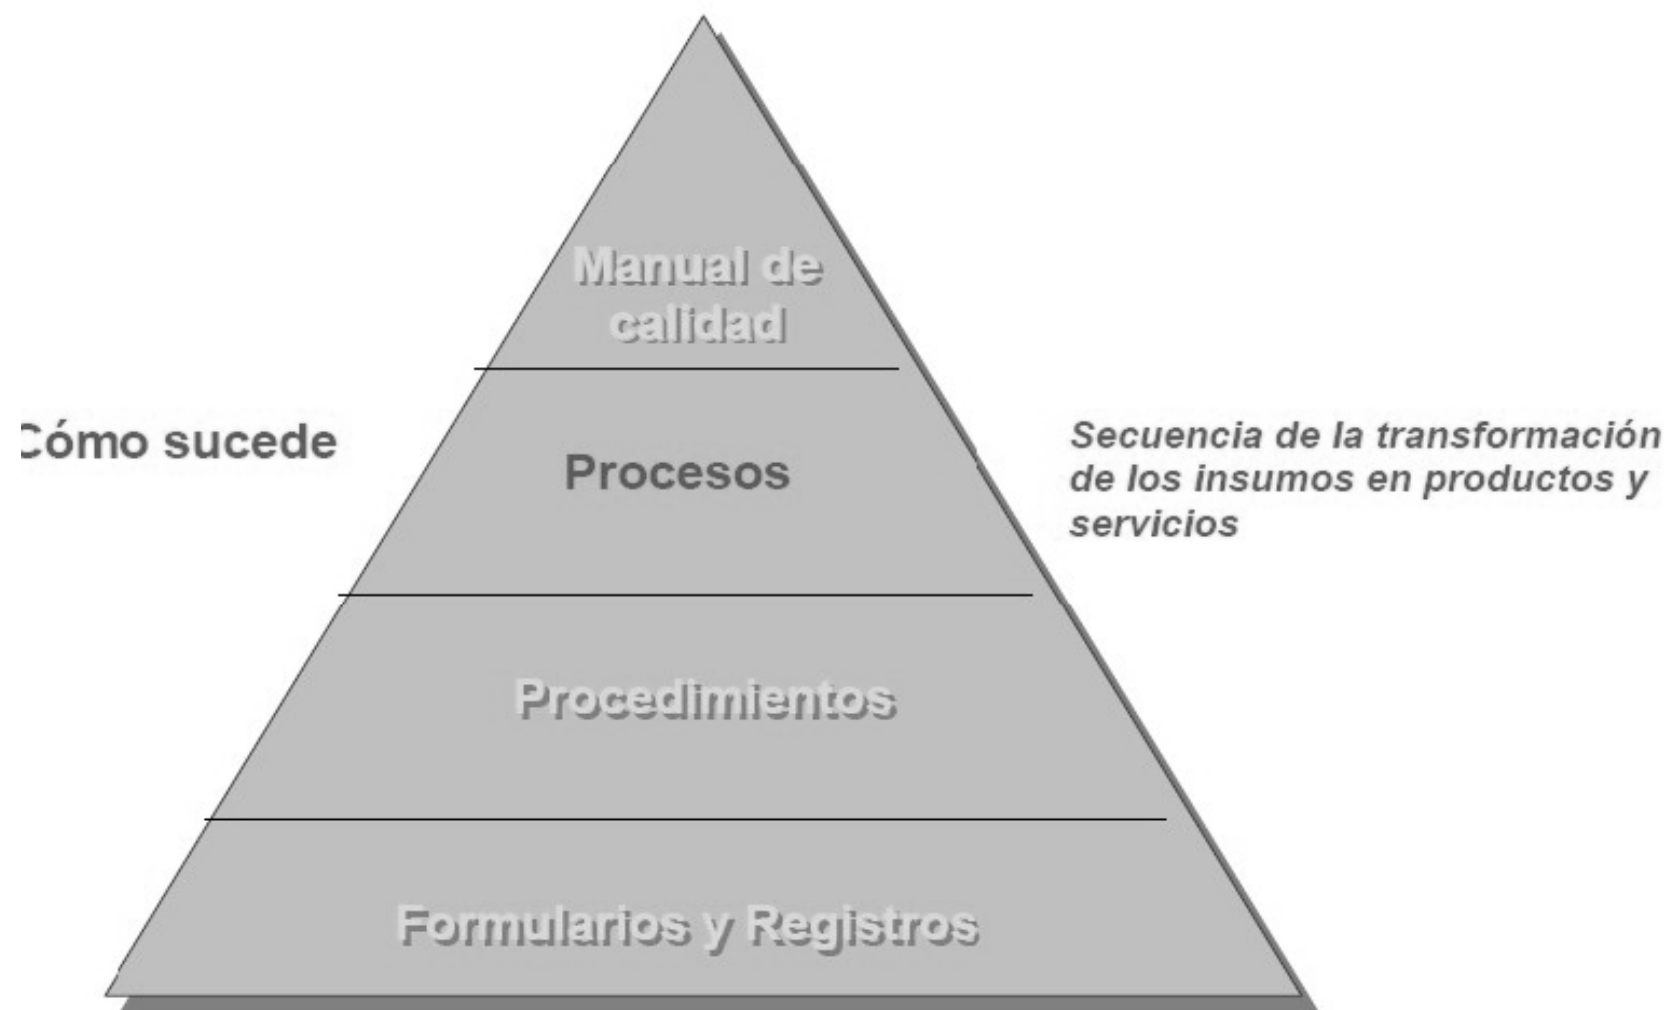 Manual de
calidad
Cómo sucede
Procesos
Secuencia de la transformación
de los insumos en productos y
servicios
Procedimientos
Formularios y Registros